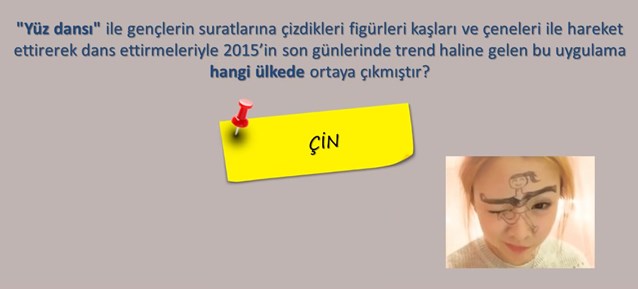 "Yüz dansı" ile gençlerin suratlarına çizdikleri figürleri kaşları ve çeneleri ile hareket
ettirerek dans ettirmeleriyle 2015’in son günlerinde trend haline gelen bu uygulama
hangi ülkede ortaya çıkmıştır?
ÇİN